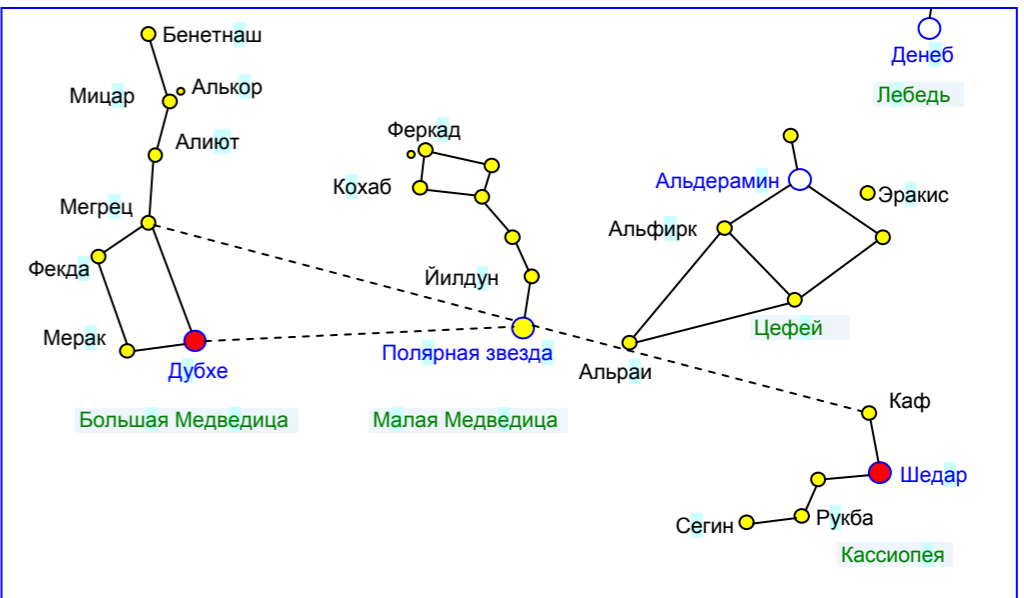 Бенетнаш
Денеб
Мицар
Алькор
Лебедь
Феркад
Алиют
Альдерамин
Кохаб
Эракис
Мегрец
Альфирк
Фекда
Йилдун
Цефей
Мерак
Полярная звезда
Дубхе
Альраи
Каф
Большая Медведица
Малая Медведица
Шедар
Сегин
Рукба
Кассиопея